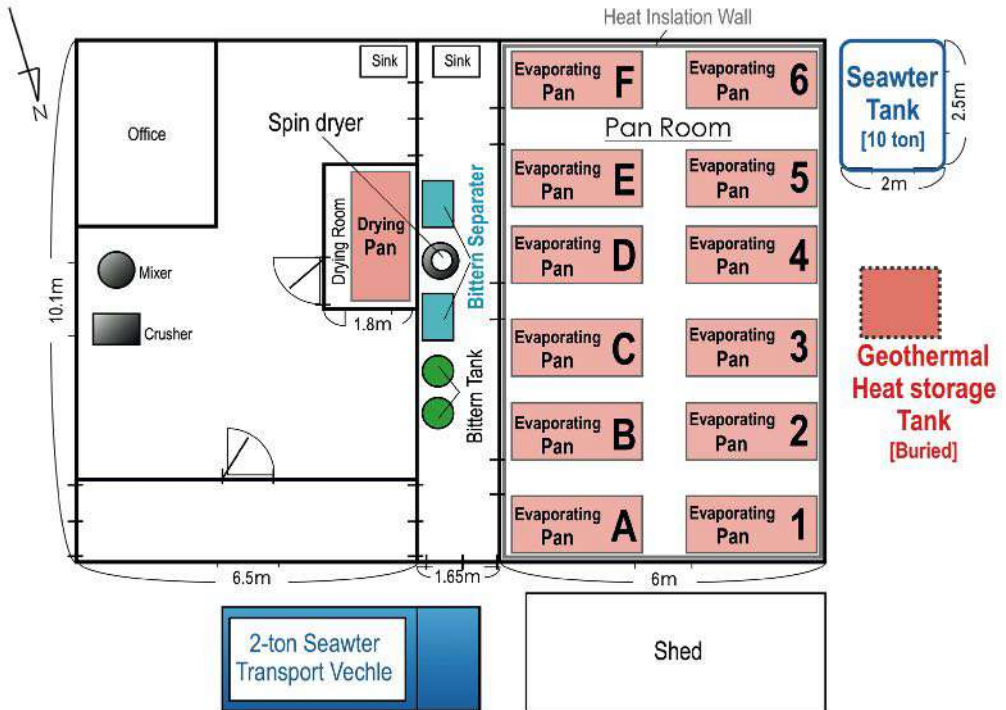 Heat Inslation Wall
N
Office
Sink
Sink
Spin dryer
Drying Room
Drying
Pan
1.8m
Mixer
Crusher
Bittern Separater
Bittern Tank
Pan Room
Evaporating
Pan
F
Evaporating
Pan
6
Evaporating
Pan
E
Evaporating
Pan
5
Evaporating
Pan
D
Evaporating
Pan
4
Evaporating
Pan
C
Evaporating
Pan
3
Evaporating
Pan
B
Evaporating
Pan
2
Evaporating
Pan
A
Evaporating
Pan
1
Seawter
Tank
[10 ton]
2.5m
2m
Geothermal
Heat storage
Tank
[Buried]
10.1m
6.5m
1.65m
6m
2-ton Seawter
Transport Vechle
Shed